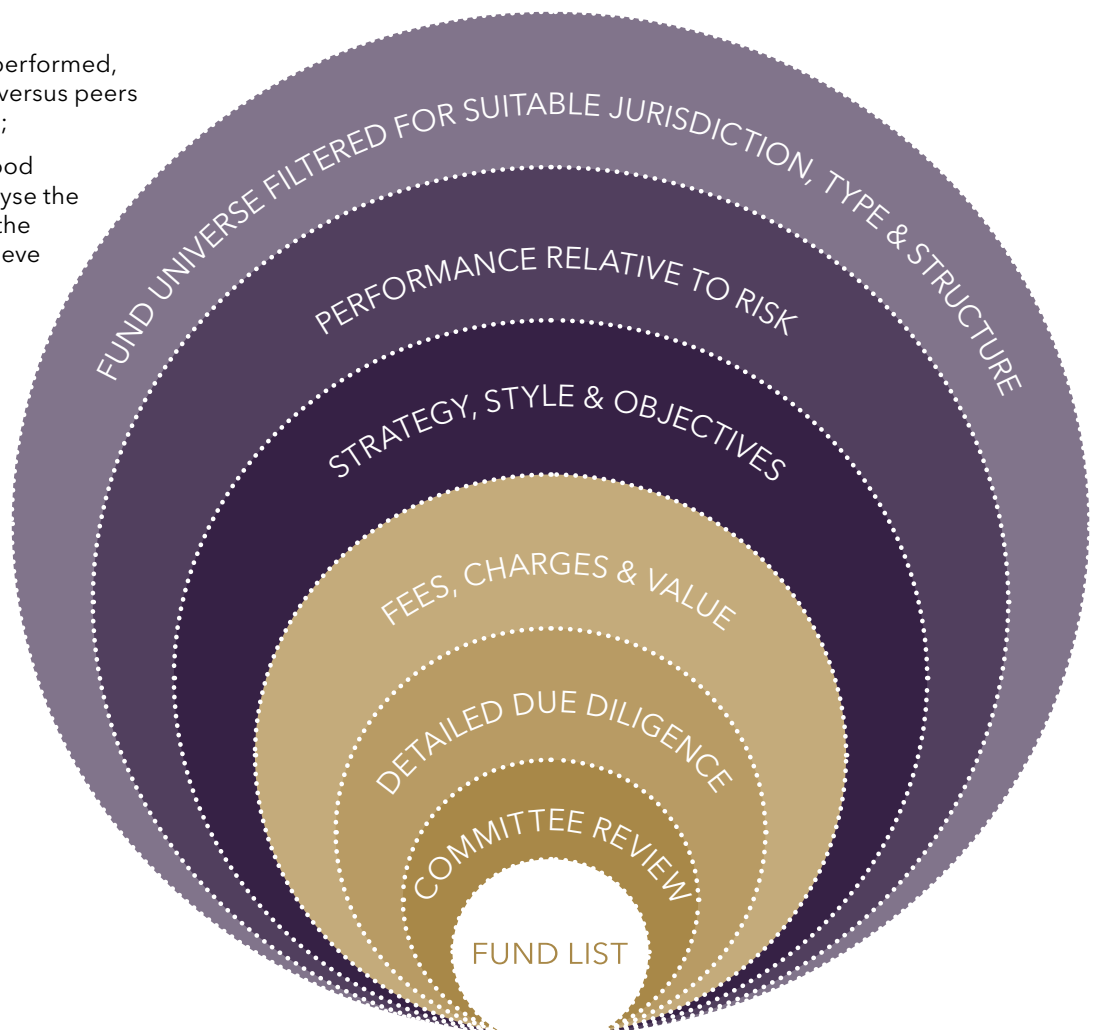 performed,
versus peers
;
ood
yse the
the
eve
FUND UNIVERSE FILTERED FOR SUITABLE JURISDICTION, TYPE & STRUCTURE
PERFORMANCE RELATIVE TO RISK
STRATEGY, STYLE & OBJECTIVES
FEES, CHARGES & VALUE
DETAILED DUE DILIGENCE
COMMITTEE REVIEW
FUND LIST